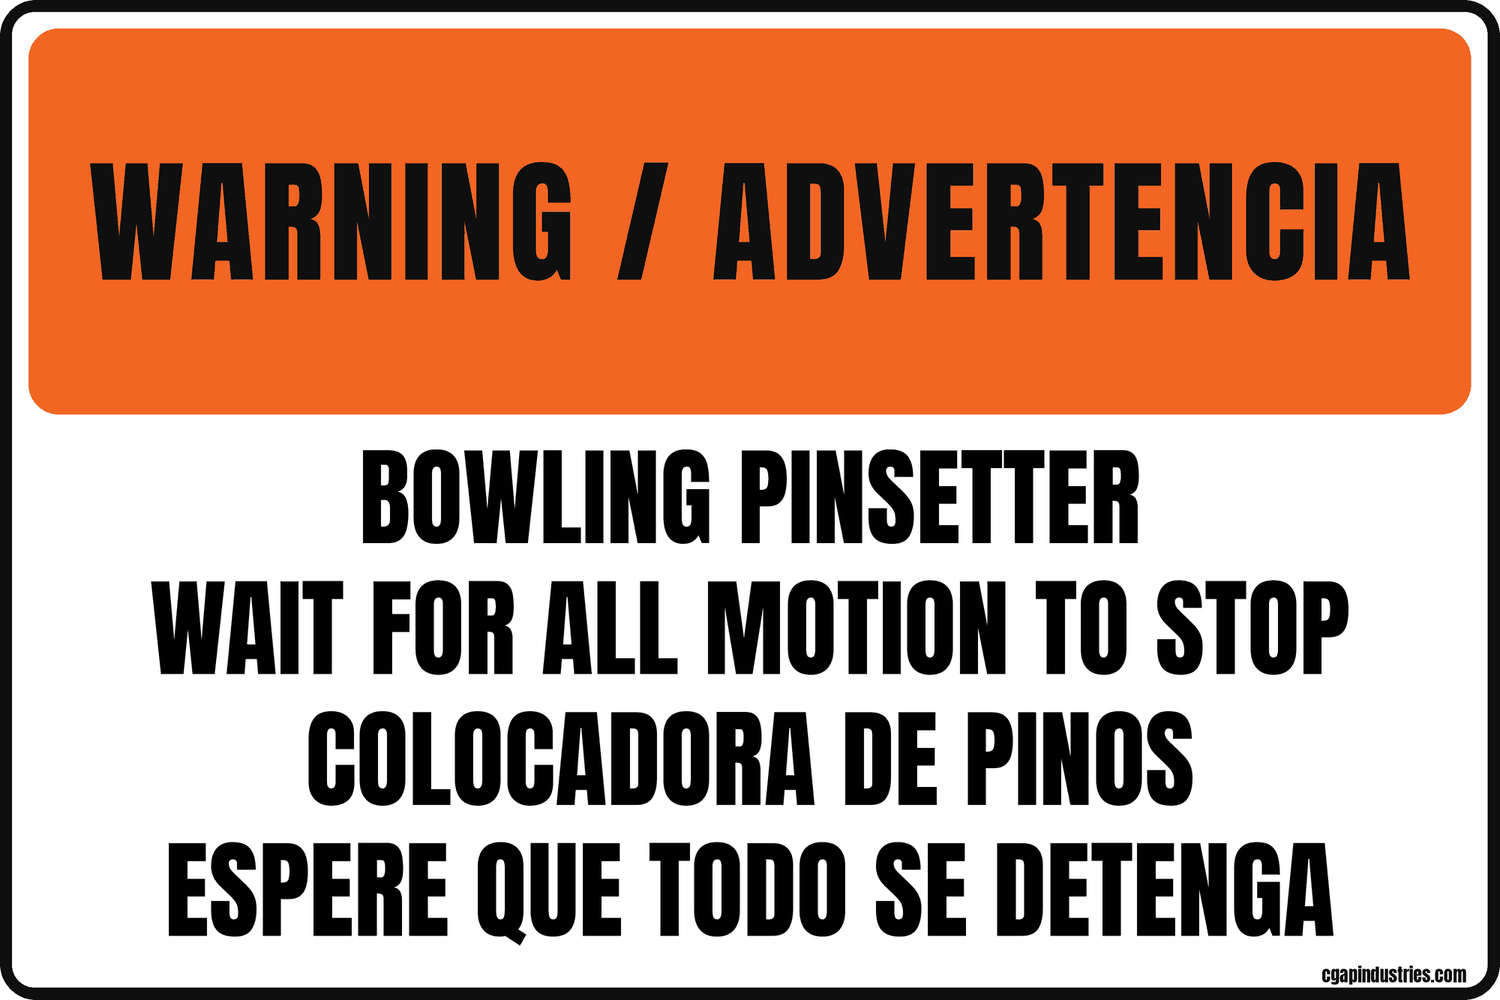 WARNING / ADVERTENCIA
BOWLING PINSETTER
WAIT FOR ALL MOTION TO STOP
COLOCADORA DE PINOS
ESPERE QUE TODO SE DETENGA
cgapindustries.com